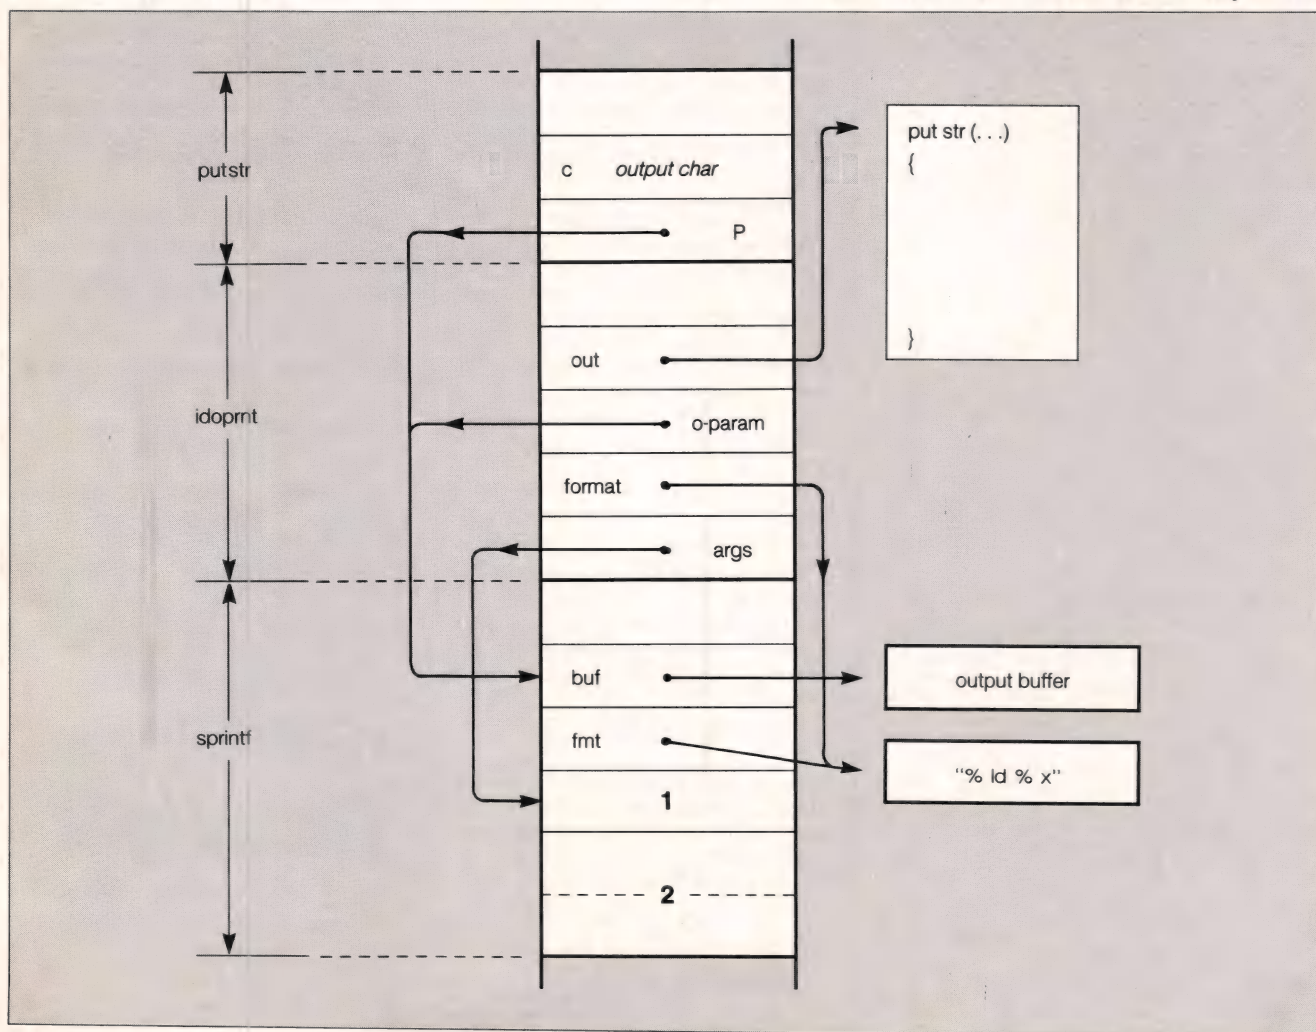 put str (. . .)
{
c output char
putstr
P
}
out
idoprnt
o-param
format
args
buf
output buffer
sprintf
fmt
"% ld % x"
1
2